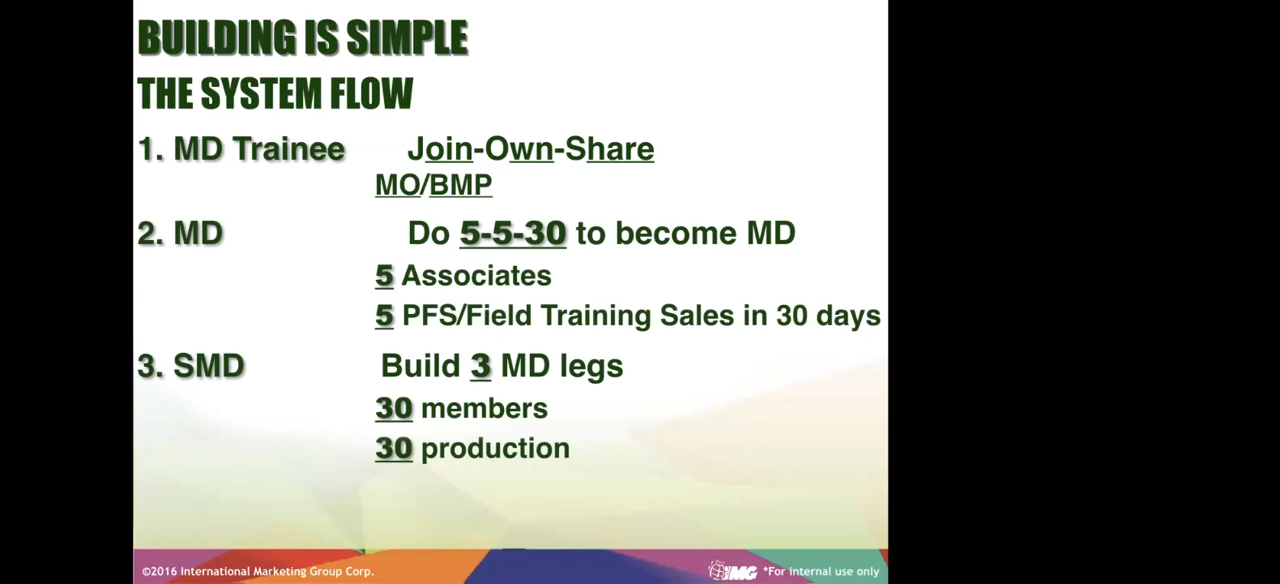 BUILDING IS SIMPLE
THE SYSTEM FLOW
1. MD Trainee Join-Own-Share
MO/BMP
2. MD Do 5-5-30 to become MD
5 Associates
5 PFS/Field Training Sales in 30 days
3. SMD Build 3 MD legs
30 members
30 production
©2016 International Marketing Group Corp. IMG *For internal use only